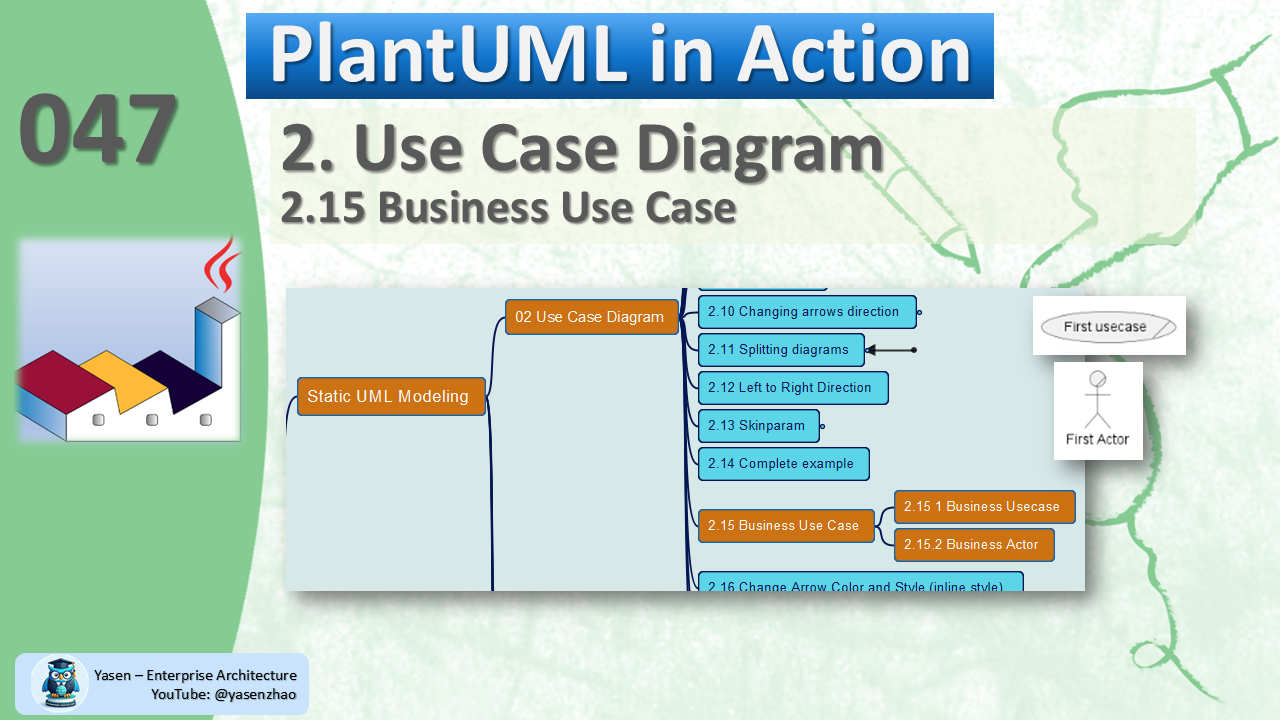 PlantUML in Action
047
2. Use Case Diagram
2.15 Business Use Case
Static UML Modeling
02 Use Case Diagram
2.10 Changing arrows direction
2.11 Splitting diagrams
2.12 Left to Right Direction
2.13 Skinparam
2.14 Complete example
2.15 Business Use Case
2.15 1 Business Usecase
2.15.2 Business Actor
2.16 Change Arrow Color and Style (inline style)
First usecase
First Actor
Yasen – Enterprise Architecture
YouTube: @yasenzhao